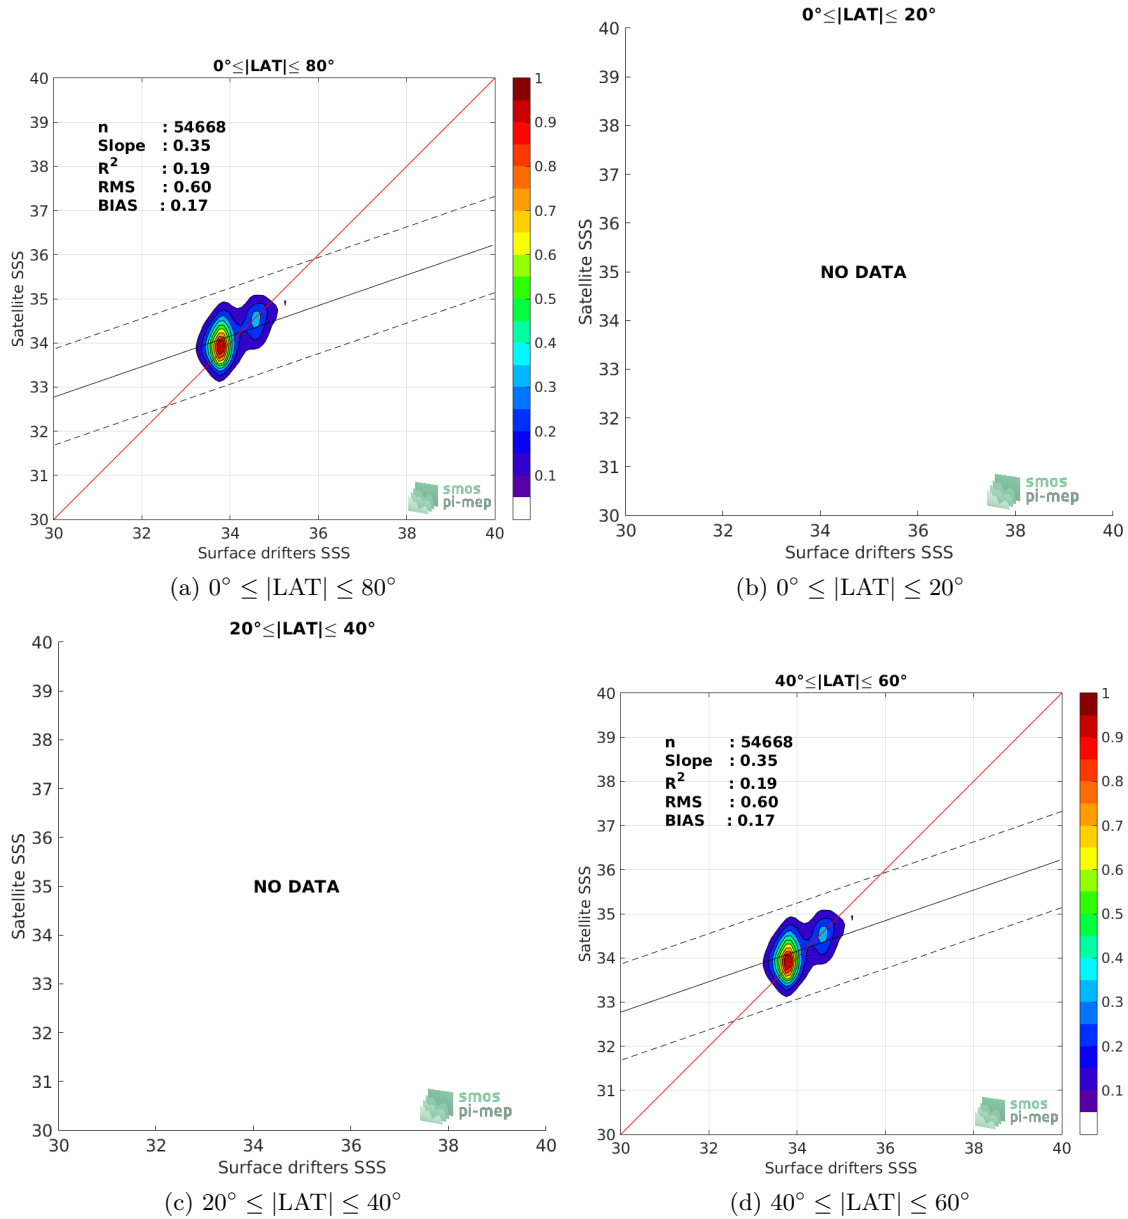 0°≤|LAT|≤ 80°
40
39
38
37
36
35
34
33
32
31
30
Satellite SSS
n : 54668
Slope : 0.35
R² : 0.19
RMS : 0.60
BIAS : 0.17
smos
pi-mep
30 32 34 36 38 40
Surface drifters SSS
1
0.9
0.8
0.7
0.6
0.5
0.4
0.3
0.2
0.1
(a) 0° ≤ |LAT| ≤ 80°
0°≤|LAT|≤ 20°
40
39
38
37
36
35
34
33
32
31
30
Satellite SSS
NO DATA
smos
pi-mep
30 32 34 36 38 40
Surface drifters SSS
(b) 0° ≤ |LAT| ≤ 20°
20°≤|LAT|≤ 40°
40
39
38
37
36
35
34
33
32
31
30
Satellite SSS
NO DATA
smos
pi-mep
30 32 34 36 38 40
Surface drifters SSS
(c) 20° ≤ |LAT| ≤ 40°
40°≤|LAT|≤ 60°
40
39
38
37
36
35
34
33
32
31
30
Satellite SSS
n : 54668
Slope : 0.35
R² : 0.19
RMS : 0.60
BIAS : 0.17
smos
pi-mep
30 32 34 36 38 40
Surface drifters SSS
1
0.9
0.8
0.7
0.6
0.5
0.4
0.3
0.2
0.1
(d) 40° ≤ |LAT| ≤ 60°